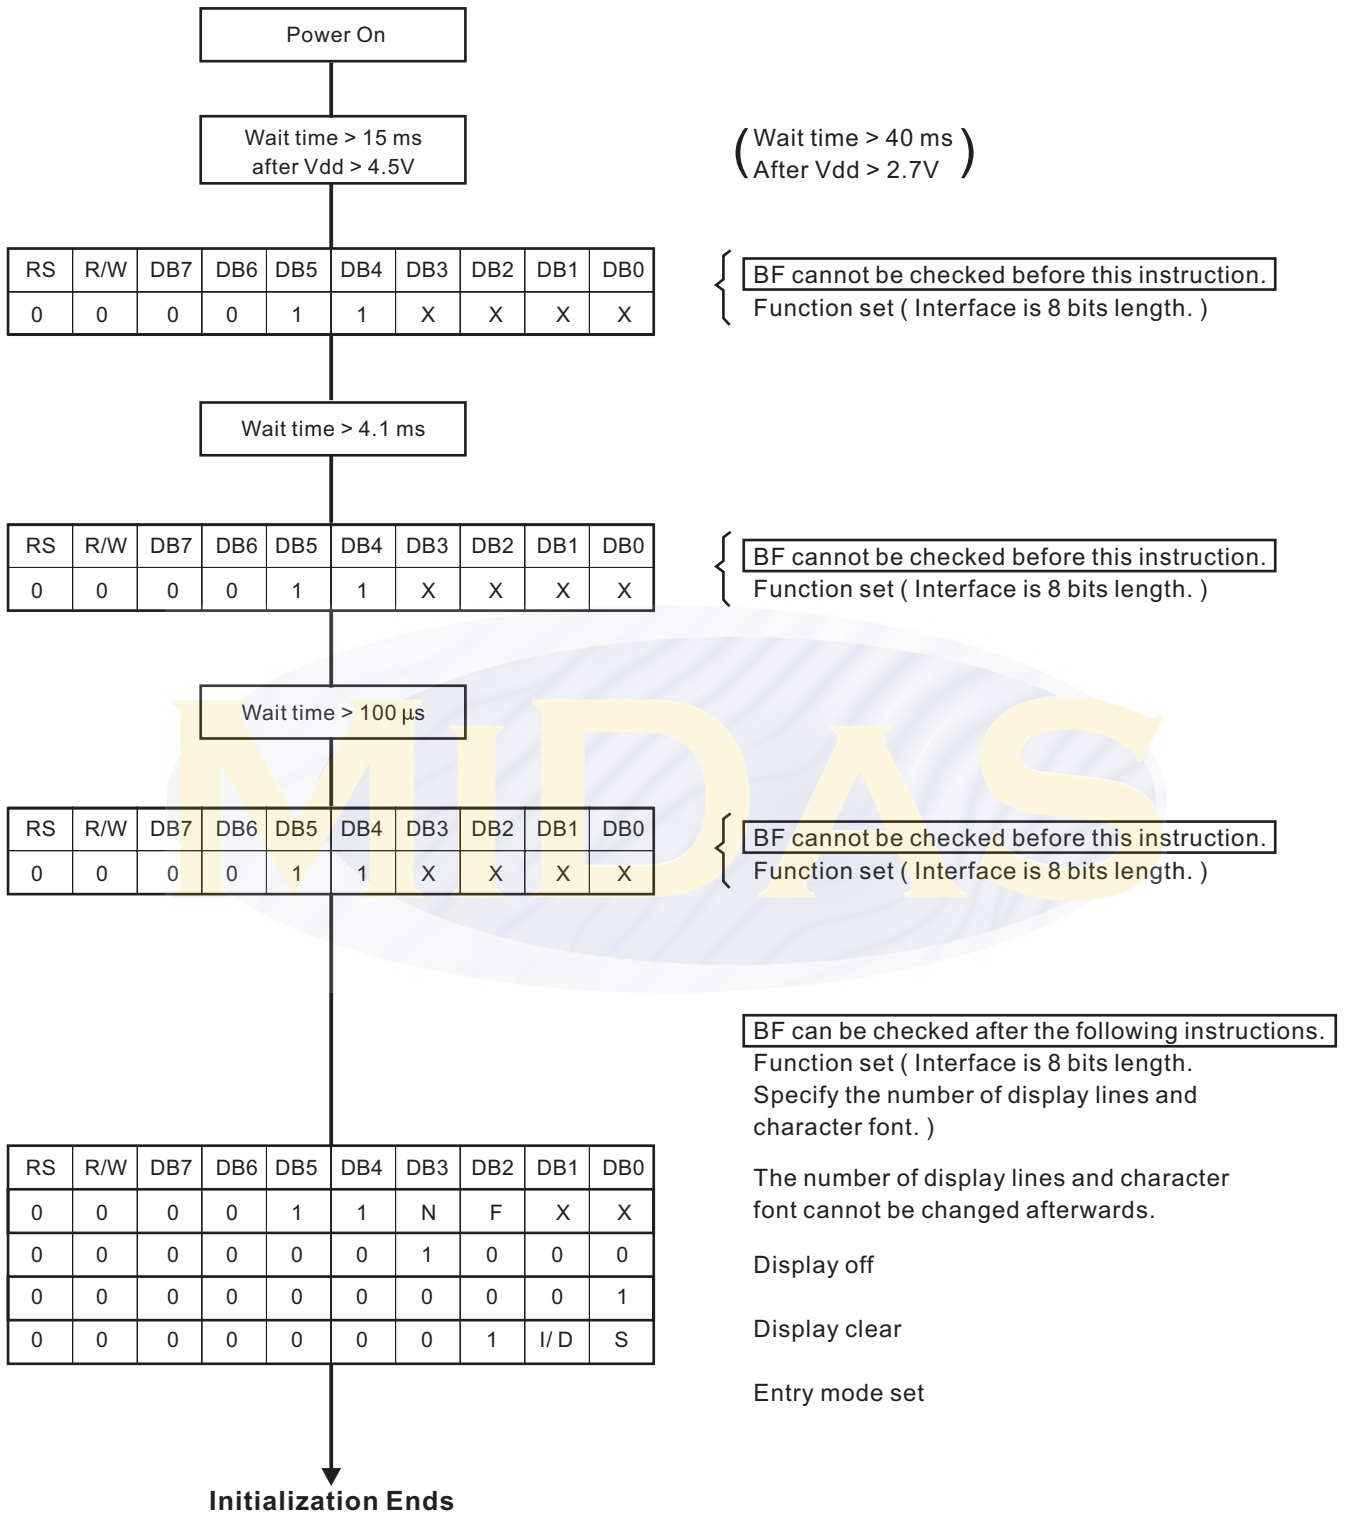 Power On
Wait time > 15 ms
after Vdd > 4.5V
(Wait time > 40 ms)
After Vdd > 2.7V
RS R/W DB7 DB6 DB5 DB4 DB3 DB2 DB1 DB0
0 0 0 0 1 1 X X X X
BF cannot be checked before this instruction.
Function set ( Interface is 8 bits length. )
Wait time > 4.1 ms
RS R/W DB7 DB6 DB5 DB4 DB3 DB2 DB1 DB0
0 0 0 0 1 1 X X X X
BF cannot be checked before this instruction.
Function set ( Interface is 8 bits length. )
Wait time > 100 µs
MIDAS
RS R/W DB7 DB6 DB5 DB4 DB3 DB2 DB1 DB0
0 0 0 0 1 1 X X X X
BF cannot be checked before this instruction.
Function set ( Interface is 8 bits length. )
BF can be checked after the following instructions.
Function set ( Interface is 8 bits length.
Specify the number of display lines and
character font. )
RS R/W DB7 DB6 DB5 DB4 DB3 DB2 DB1 DB0
0 0 0 0 1 1 N F X X
0 0 0 0 0 0 1 0 0 0
0 0 0 0 0 0 0 0 0 1
0 0 0 0 0 0 0 1 I/D S
The number of display lines and character
font cannot be changed afterwards.
Display off
Display clear
Entry mode set
Initialization Ends